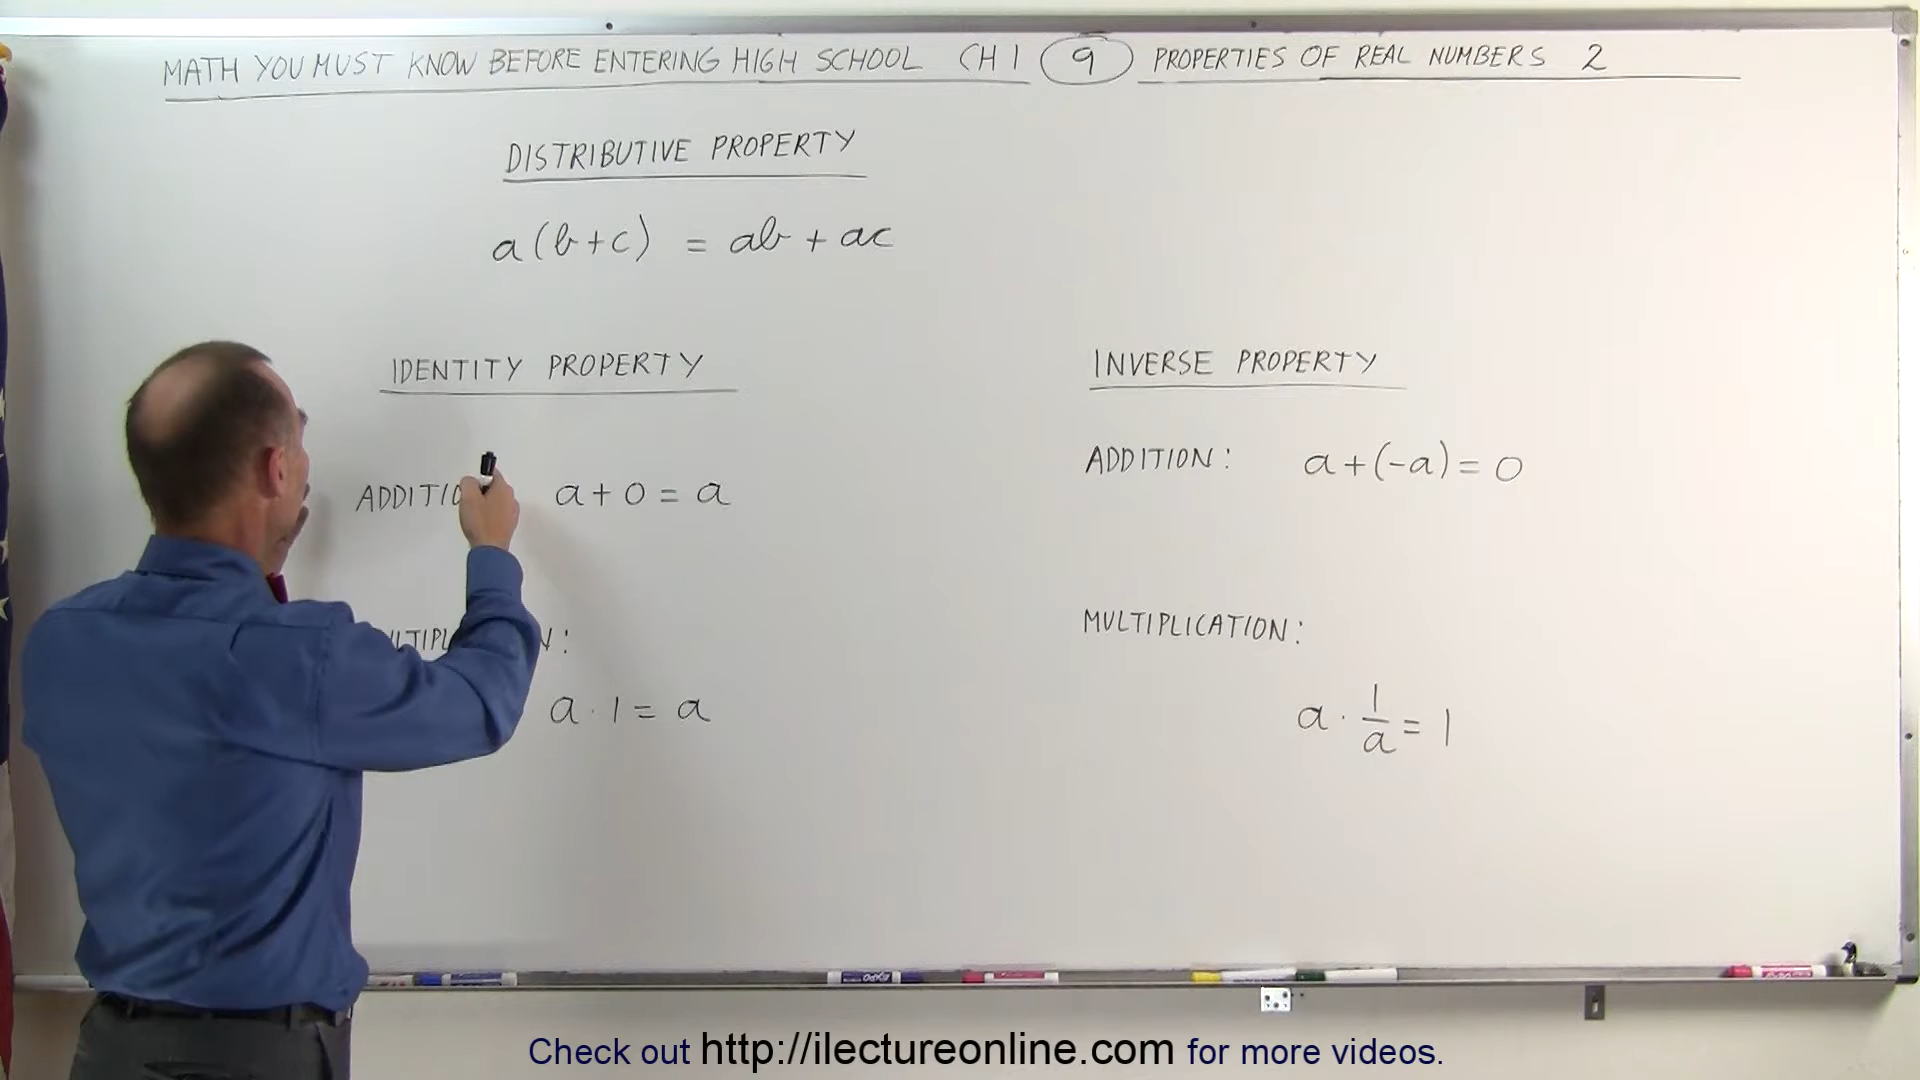 MATH YOU MUST KNOW BEFORE ENTERING HIGH SCHOOL CH 1 9 PROPERTIES OF REAL NUMBERS 2
DISTRIBUTIVE PROPERTY
a(b+c) = ab + ac
IDENTITY PROPERTY
a + 0 = a
a · 1 = a
INVERSE PROPERTY
ADDITION: a + (-a) = 0
MULTIPLICATION:
a · 1/a = 1
EXPO
Check out http://ilectureonline.com for more videos.